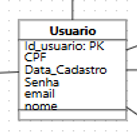 Usuario
Id_usuario: PK
CPF
Data_Cadastro
Senha
email
nome